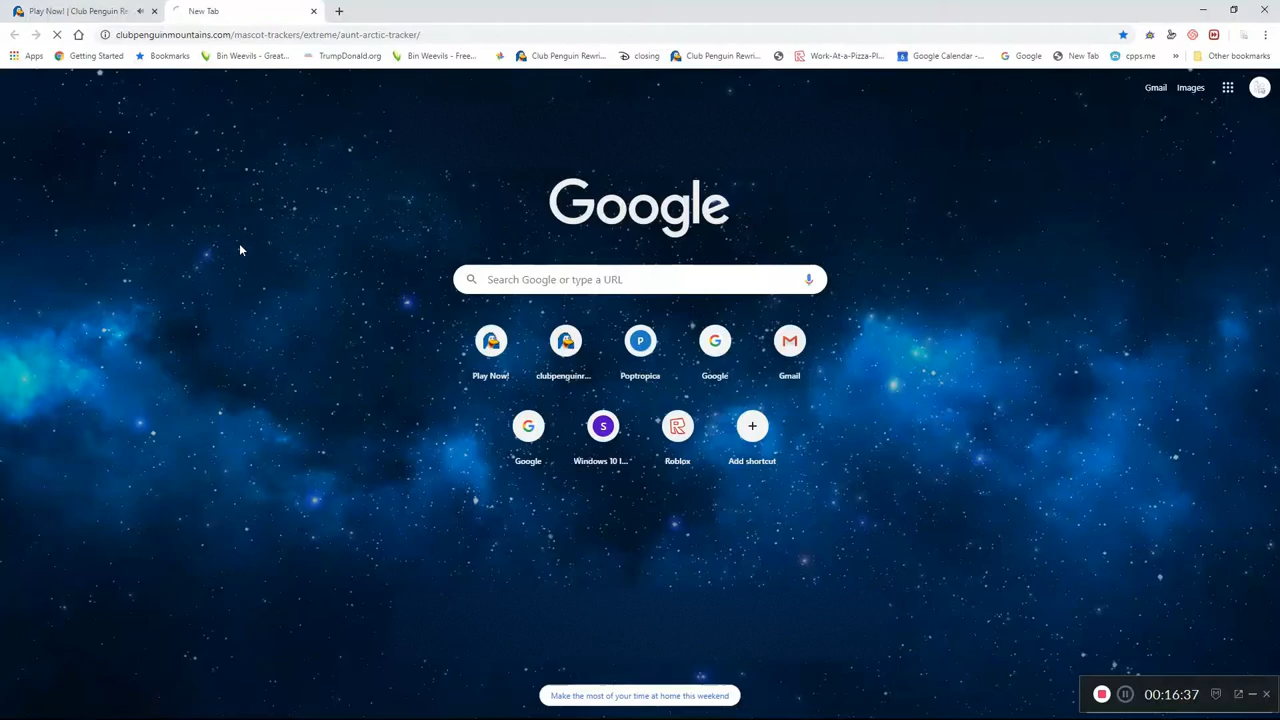 Play Now! | Club Penguin Re
New Tab
clubpenguinmountains.com/mascot-trackers/extreme/aunt-arctic-tracker/
Apps
Getting Started
Bookmarks
Bin Weevils - Great...
TrumpDonald.org
Bin Weevils - Free...
Club Penguin Rewri...
closing
Club Penguin Rewri...
Work-At-a-Pizza-Pl...
Google Calendar -...
Google
New Tab
cpps.me
»
Other bookmarks
Gmail
Images
Google
Search Google or type a URL
Play Now!
clubpenguinr...
P
Poptropica
Google
Gmail
Google
S
Windows 10 I...
Roblox
Add shortcut
Make the most of your time at home this weekend
00:16:37